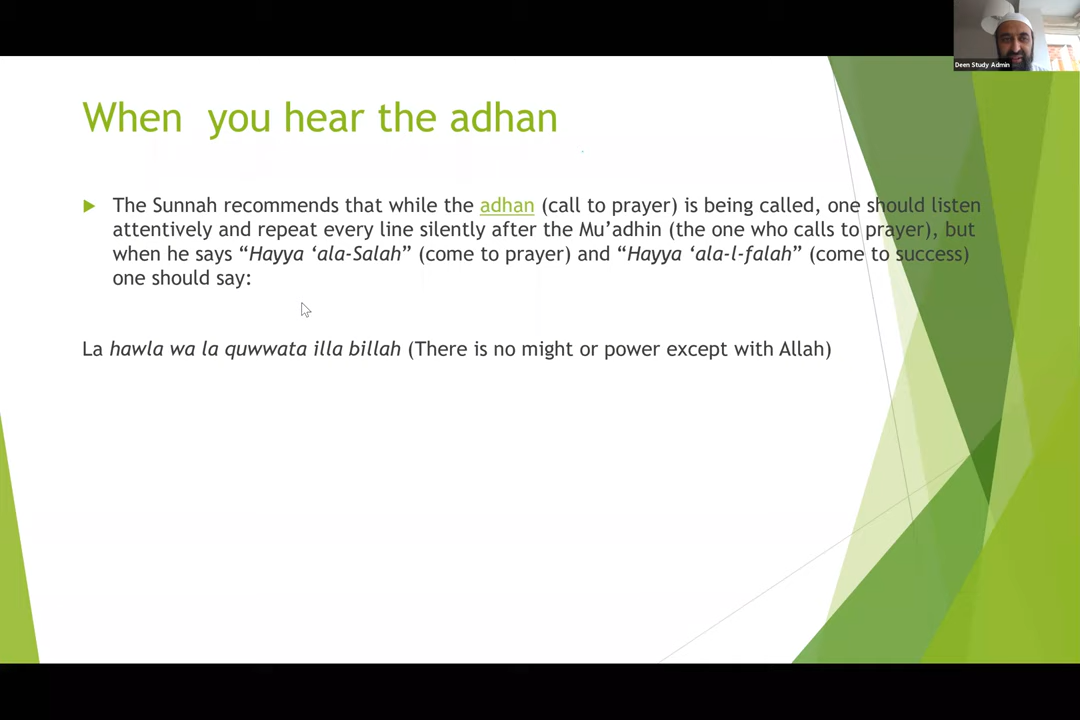 Deen Study Admin
When you hear the adhan
The Sunnah recommends that while the adhan (call to prayer) is being called, one should listen
attentively and repeat every line silently after the Mu’adhin (the one who calls to prayer), but
when he says “Hayya ‘ala-Salah” (come to prayer) and “Hayya ‘ala-l-falah” (come to success)
one should say:
La hawla wa la quwwata illa billah (There is no might or power except with Allah)